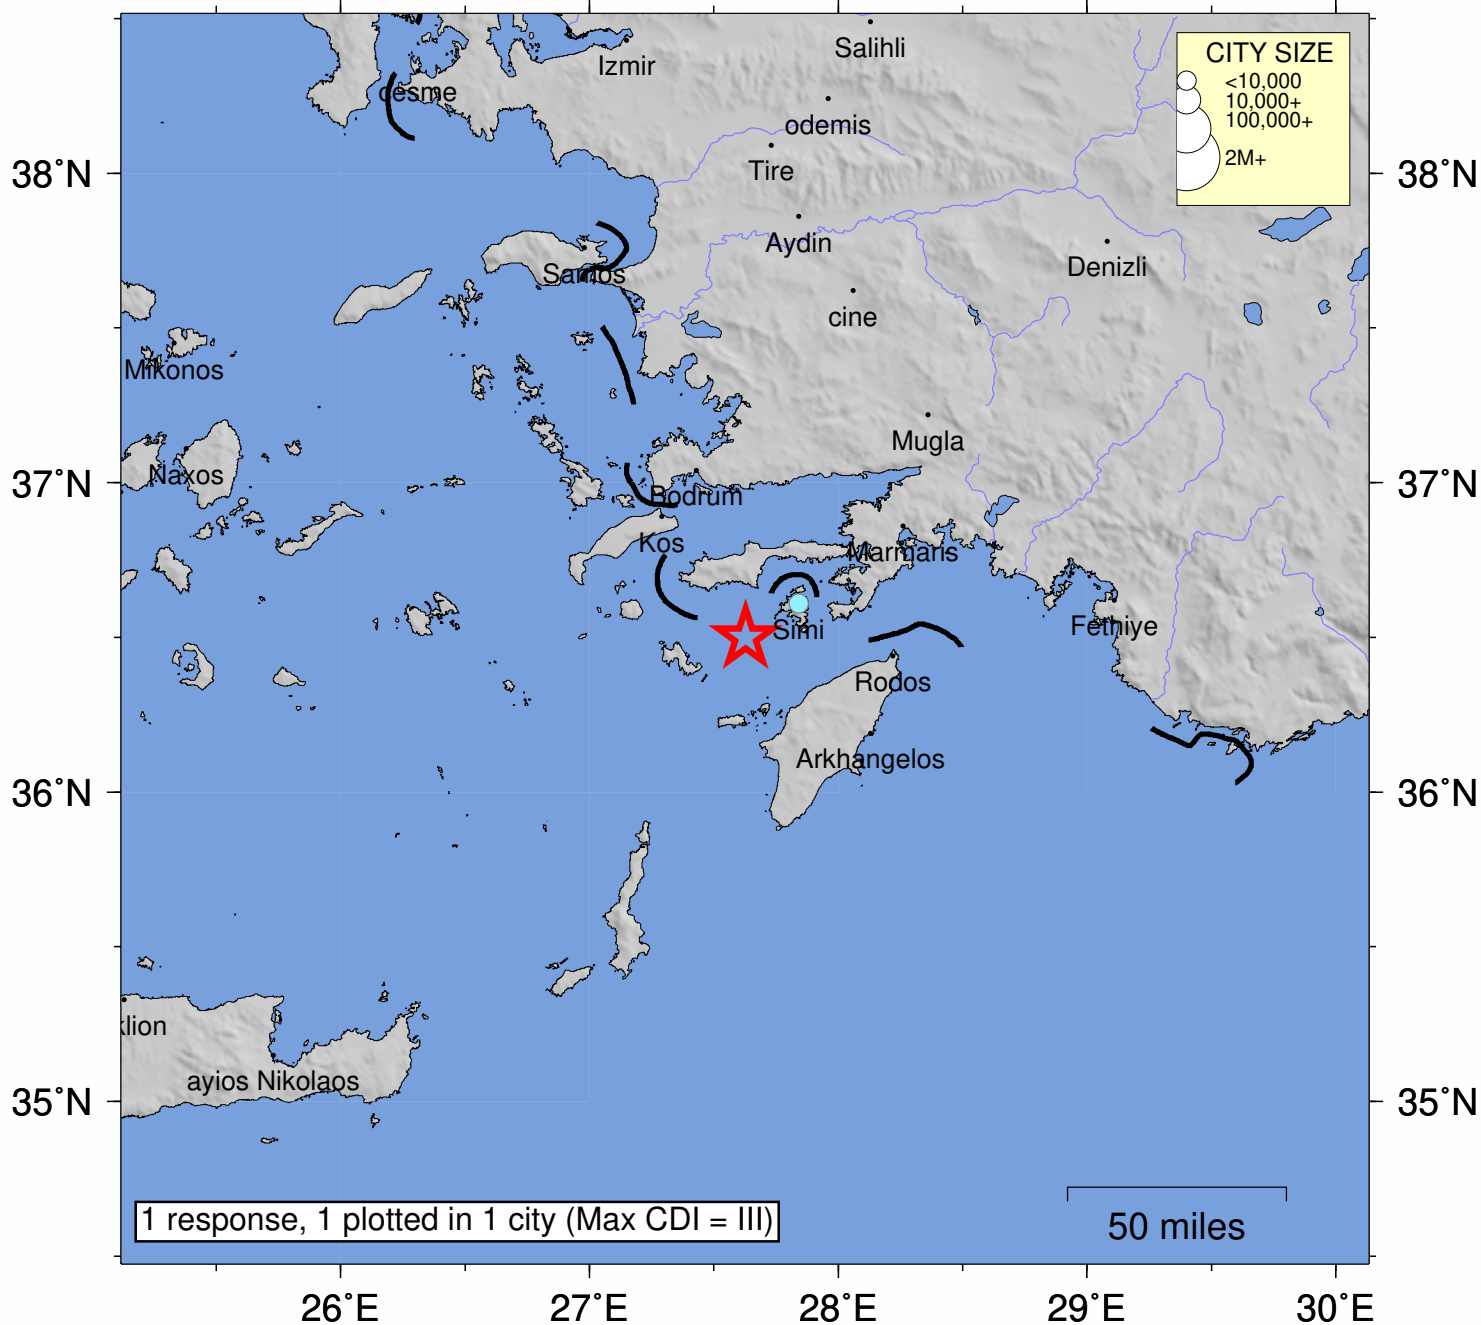 Salihli
Izmir
CITY SIZE
<10,000
10,000+
100,000+
2M+
cesme
odemis
Tire
38°N
38°N
Aydin
Denizli
Samos
cine
Mikonos
Mugla
Naxos
37°N
37°N
Bodrum
Kos
Marmaris
Simi
Fethiye
Rodos
Arkhangelos
36°N
36°N
klion
ayios Nikolaos
35°N
35°N
1 response, 1 plotted in 1 city (Max CDI = III)
50 miles
26°E
27°E
28°E
29°E
30°E